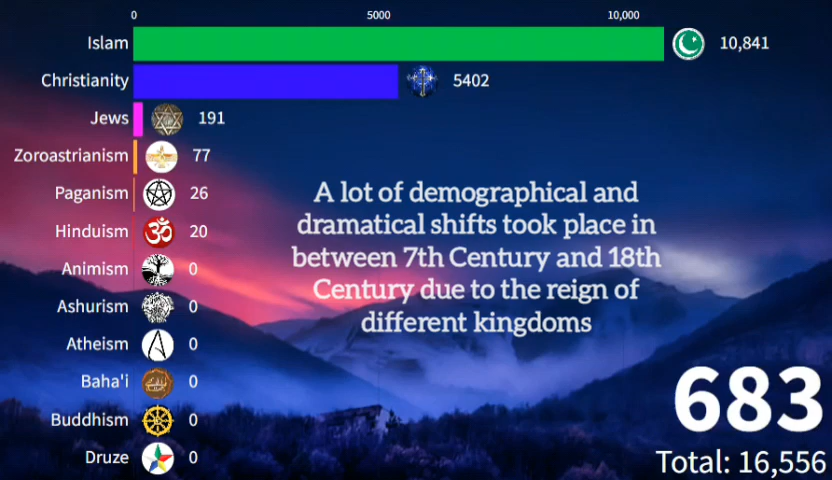 0 5000 10,000
Islam 10,841
Christianity 5402
Jews 191
Zoroastrianism 77
Paganism 26
Hinduism 20
Animism 0
Ashurism 0
Atheism 0
Baha'i 0
Buddhism 0
Druze 0
A lot of demographical and
dramatical shifts took place in
between 7th Century and 18th
Century due to the reign of
different kingdoms
683
Total: 16,556